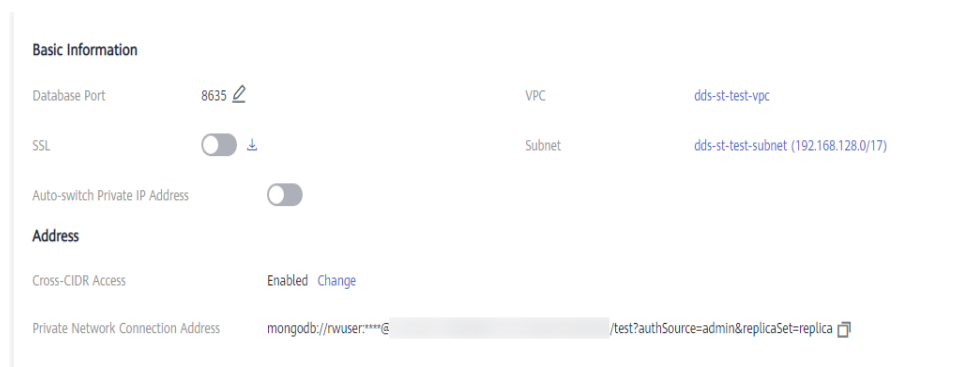 Basic Information
Database Port 8635 VPC dds-st-test-vpc
SSL Subnet dds-st-test-subnet (192.168.128.0/17)
Auto-switch Private IP Address
Address
Cross-CIDR Access Enabled Change
Private Network Connection Address mongodb://rwuser:****@ /test?authSource=admin&replicaSet=replica